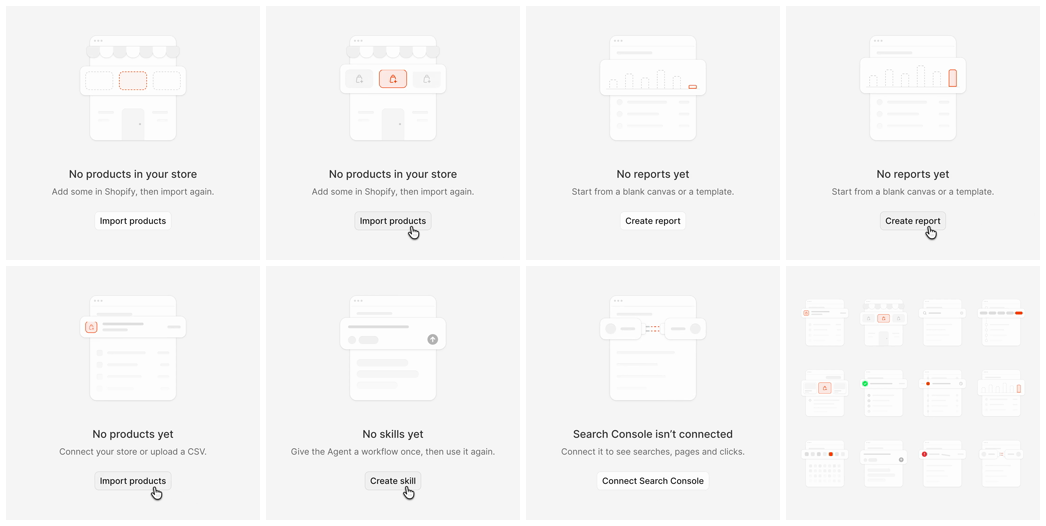 No products in your store
Add some in Shopify, then import again.
Import products
No products in your store
Add some in Shopify, then import again.
Import products
No reports yet
Start from a blank canvas or a template.
Create report
No reports yet
Start from a blank canvas or a template.
Create report
No products yet
Connect your store or upload a CSV.
Import products
No skills yet
Give the Agent a workflow once, then use it again.
Create skill
Search Console isn’t connected
Connect it to see searches, pages and clicks.
Connect Search Console